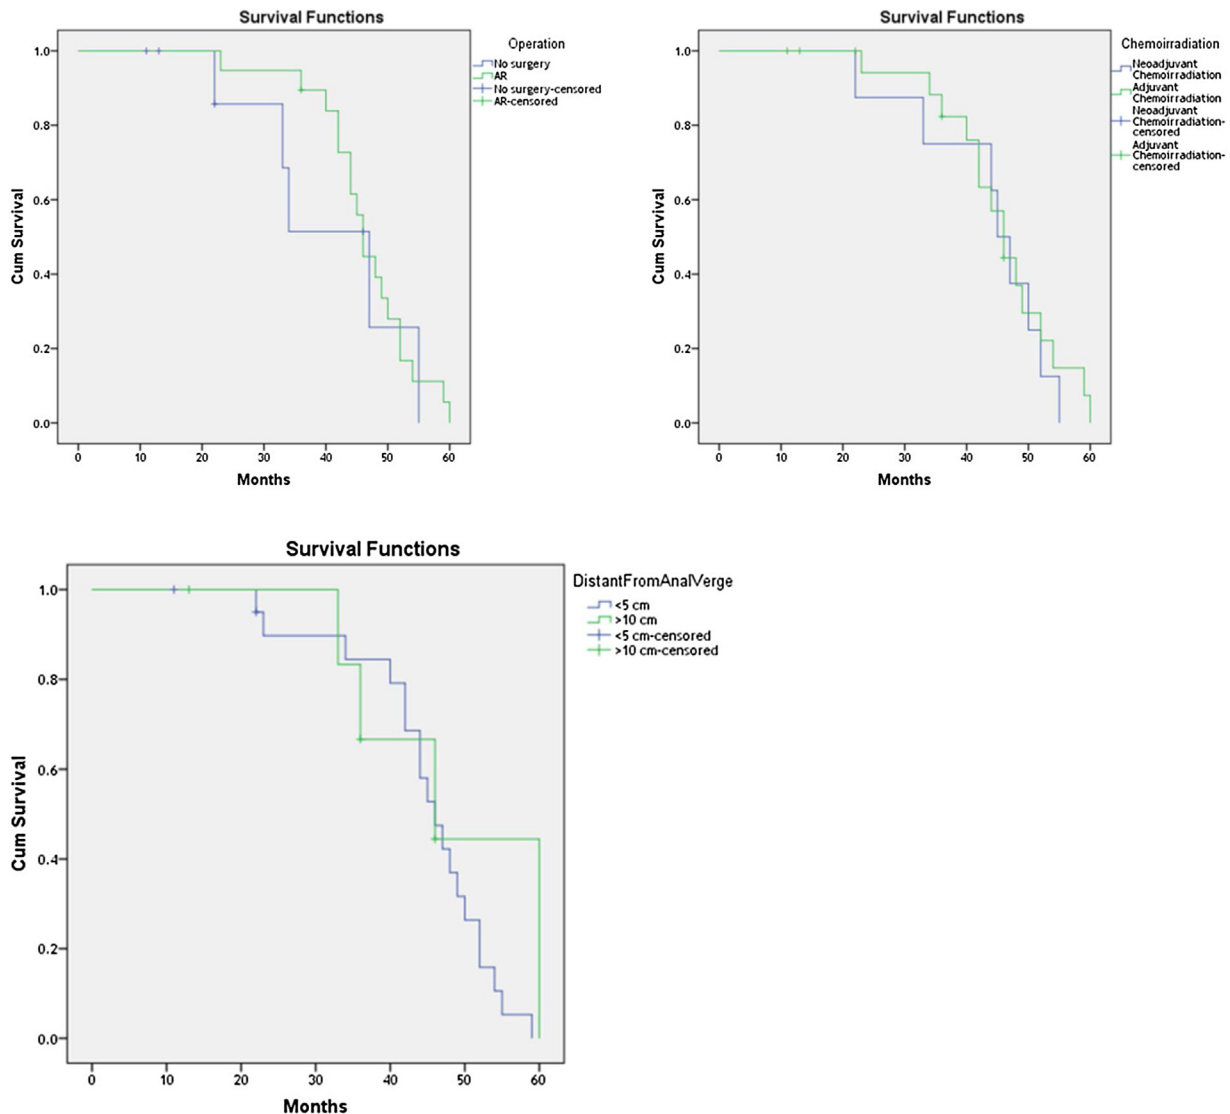 Survival Functions
Operation
No surgery
AR
No surgery-censored
AR-censored
1.0
0.8
0.6
0.4
0.2
0.0
Cum Survival
0 10 20 30 40 50 60
Months
Survival Functions
Chemoirradiation
Neoadjuvant
Chemoirradiation
Adjuvant
Chemoirradiation
Neoadjuvant
Chemoirradiation-
censored
Adjuvant
Chemoirradiation-
censored
1.0
0.8
0.6
0.4
0.2
0.0
Cum Survival
0 10 20 30 40 50 60
Months
Survival Functions
DistantFromAnalVerge
<5 cm
>10 cm
<5 cm-censored
>10 cm-censored
1.0
0.8
0.6
0.4
0.2
0.0
Cum Survival
0 10 20 30 40 50 60
Months